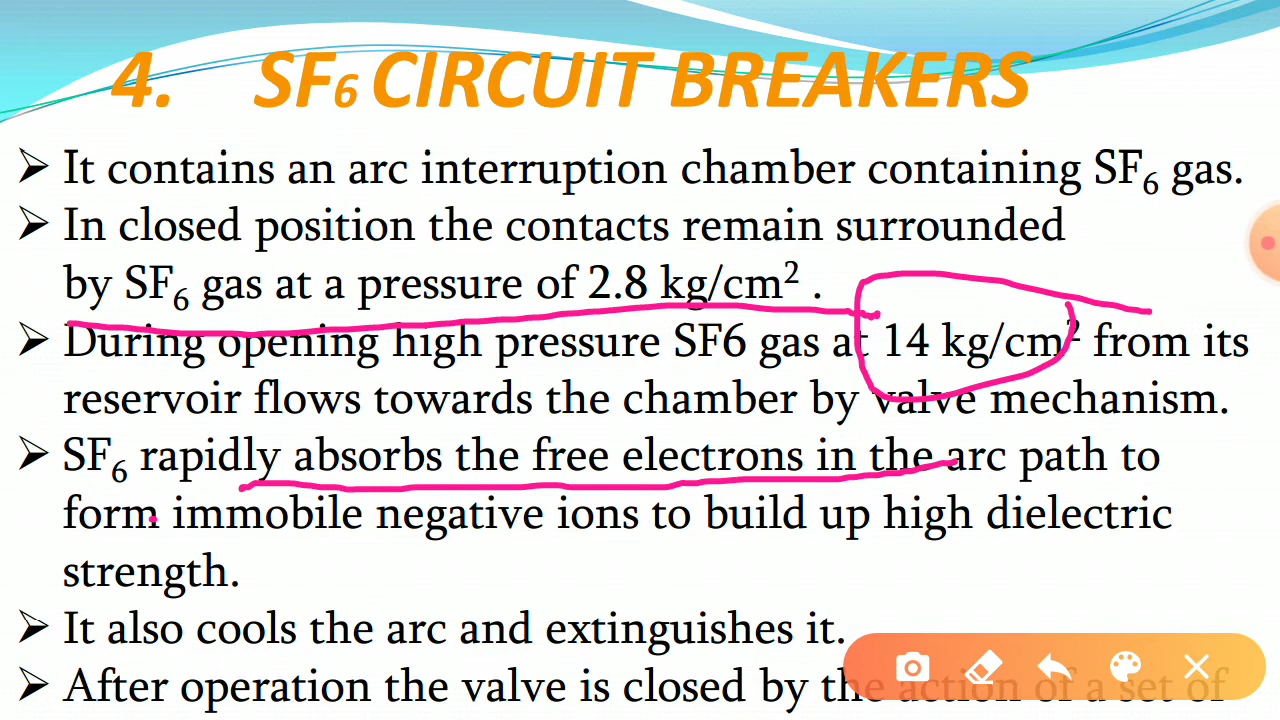 4. SF₆ CIRCUIT BREAKERS
➢ It contains an arc interruption chamber containing SF₆ gas.
➢ In closed position the contacts remain surrounded
by SF₆ gas at a pressure of 2.8 kg/cm² .
➢ During opening high pressure SF6 gas at 14 kg/cm² from its
reservoir flows towards the chamber by valve mechanism.
➢ SF₆ rapidly absorbs the free electrons in the arc path to
form immobile negative ions to build up high dielectric
strength.
➢ It also cools the arc and extinguishes it.
➢ After operation the valve is closed by the action of a set of